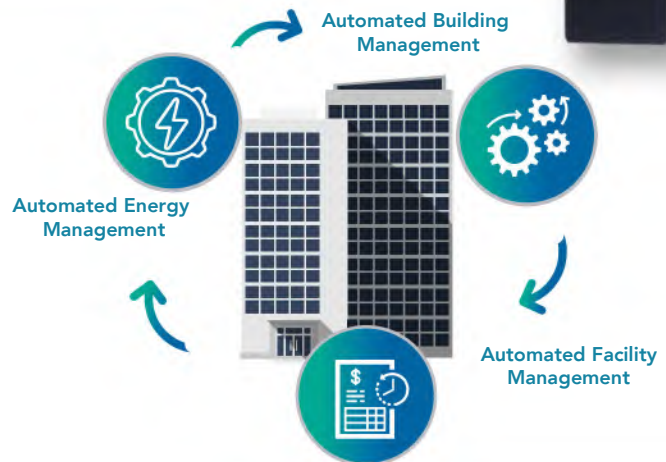 Automated Building
Management
Automated Energy
Management
$
Automated Facility
Management